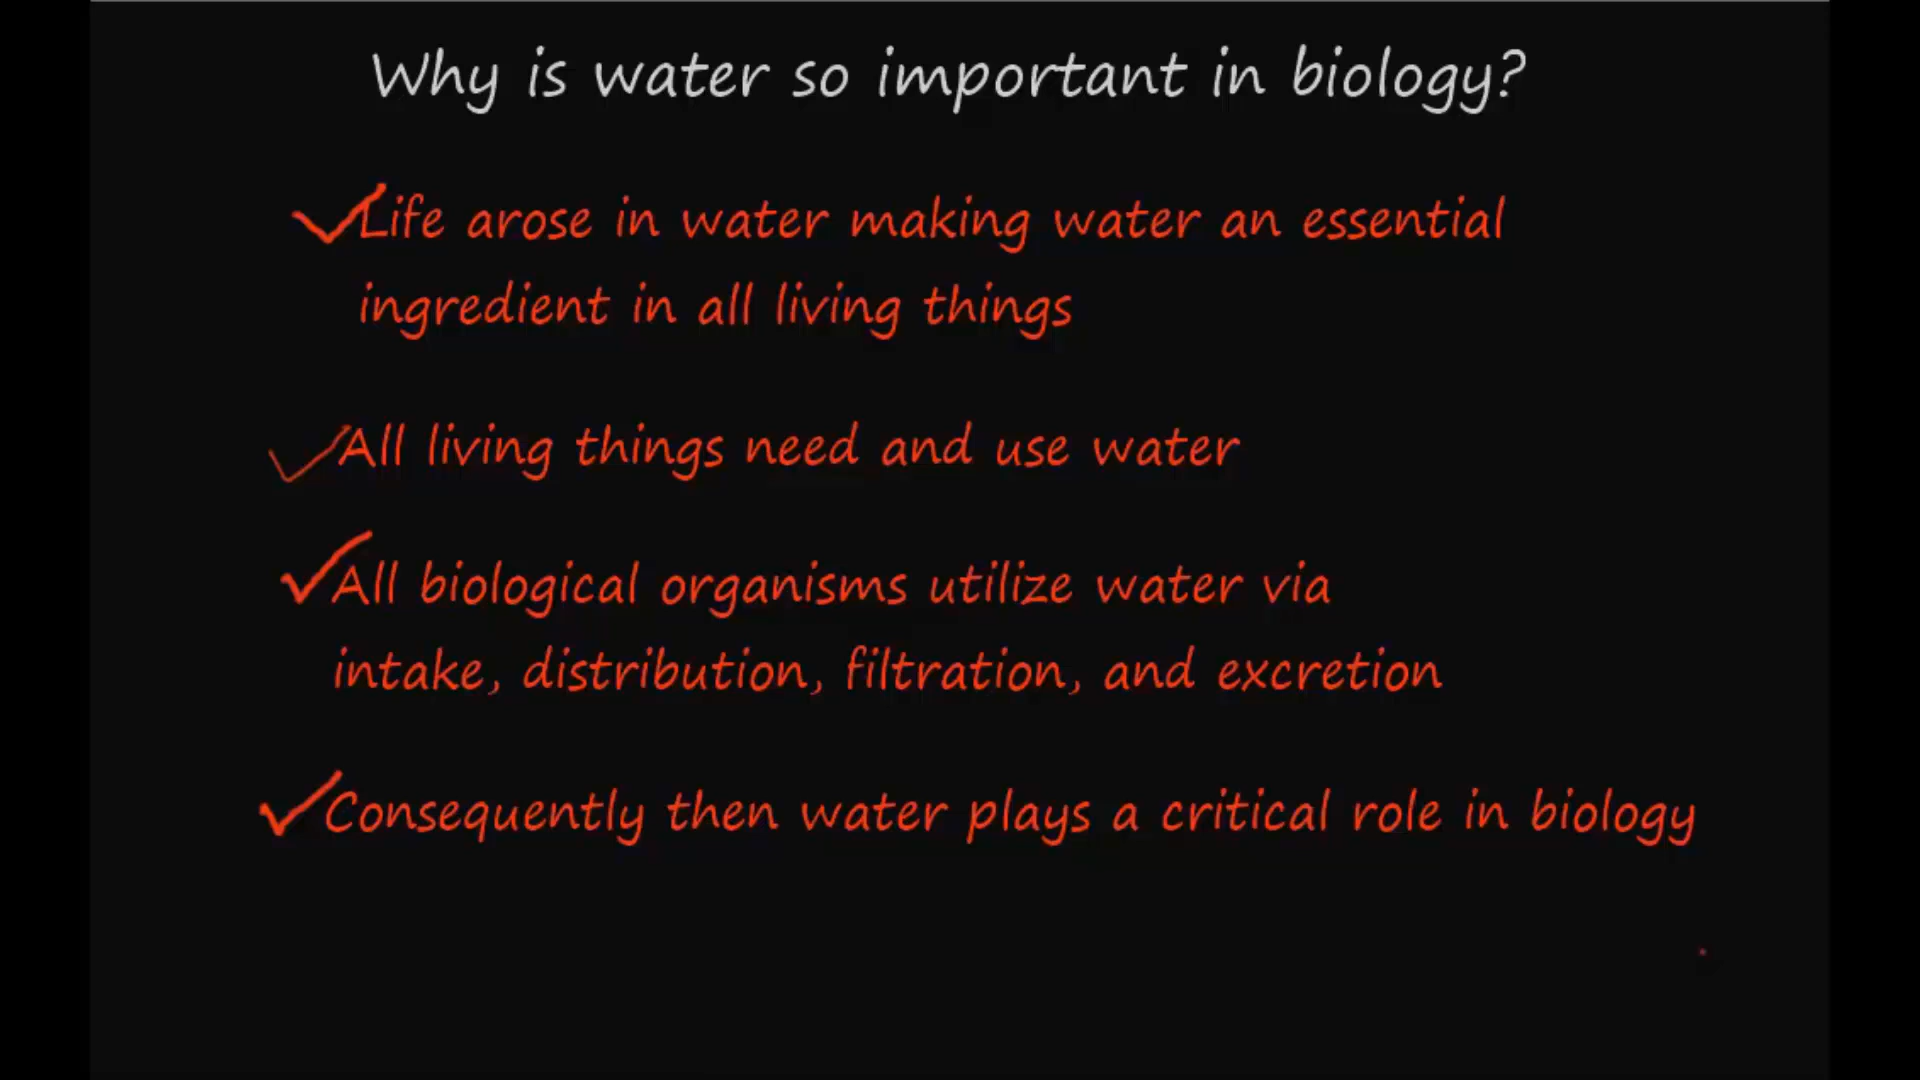 Why is water so important in biology?
Life arose in water making water an essential
ingredient in all living things
All living things need and use water
All biological organisms utilize water via
intake, distribution, filtration, and excretion
Consequently then water plays a critical role in biology